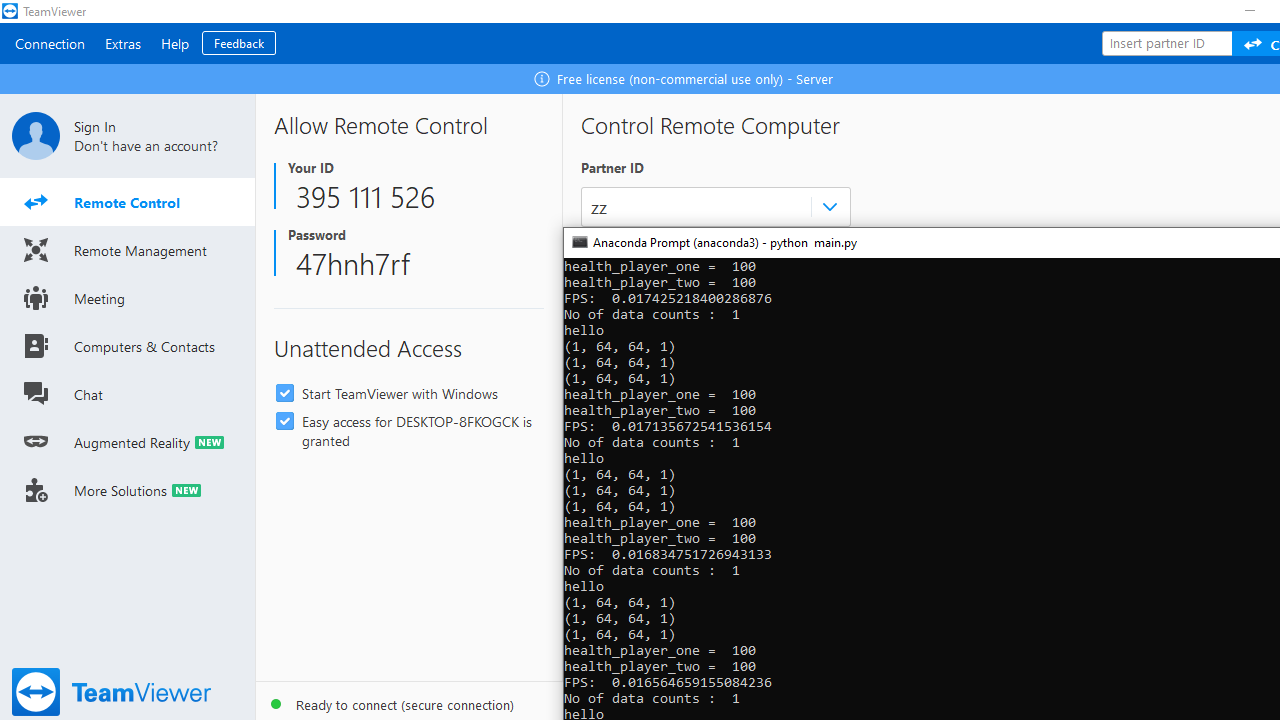 TeamViewer
Connection Extras Help Feedback
Insert partner ID
Free license (non-commercial use only) - Server
Sign In
Don't have an account?
Remote Control
Remote Management
Meeting
Computers & Contacts
Chat
Augmented Reality NEW
More Solutions NEW
TeamViewer
Allow Remote Control
Your ID
395 111 526
Password
47hnh7rf
Unattended Access
Start TeamViewer with Windows
Easy access for DESKTOP-8FKOGCK is
granted
Ready to connect (secure connection)
Control Remote Computer
Partner ID
zz
Anaconda Prompt (anaconda3) - python main.py
health_player_one = 100
health_player_two = 100
FPS: 0.017425218400286876
No of data counts : 1
hello
(1, 64, 64, 1)
(1, 64, 64, 1)
(1, 64, 64, 1)
health_player_one = 100
health_player_two = 100
FPS: 0.017135672541536154
No of data counts : 1
hello
(1, 64, 64, 1)
(1, 64, 64, 1)
(1, 64, 64, 1)
health_player_one = 100
health_player_two = 100
FPS: 0.016834751726943133
No of data counts : 1
hello
(1, 64, 64, 1)
(1, 64, 64, 1)
(1, 64, 64, 1)
health_player_one = 100
health_player_two = 100
FPS: 0.016564659155084236
No of data counts : 1
hello